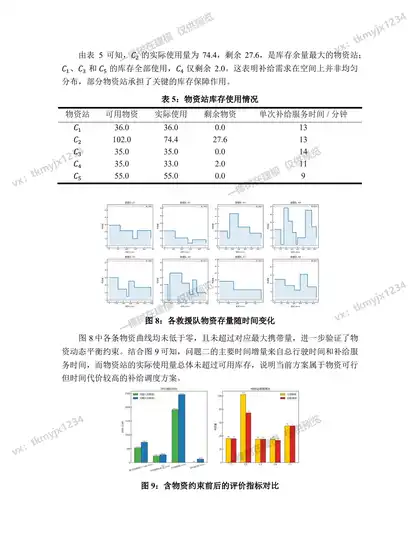 由表 5 可知，C₂ 的实际使用量为 74.4，剩余 27.6，是库存余量最大的物资站；
C₁、C₃ 和 C₅ 的库存全部使用，C₄ 仅剩余 2.0。这表明补给需求在空间上并非均匀
分布，部分物资站承担了关键的库存保障作用。
表 5：物资站库存使用情况
物资站 可用物资 实际使用 剩余物资 单次补给服务时间 / 分钟
C₁ 36.0 36.0 0.0 13
C₂ 102.0 74.4 27.6 13
C₃ 35.0 35.0 0.0 14
C₄ 35.0 33.0 2.0 11
C₅ 55.0 55.0 0.0 9
图 8：各救援队物资存量随时间变化
图 8 中各条物资曲线均未低于零，且未超过对应最大携带量，进一步验证了物
资动态平衡约束。结合图 9 可知，问题二的主要时间增量来自总行驶时间和补给服
务时间，而物资站的实际使用量总体未超过可用库存，说明当前方案属于物资可行
但时间代价较高的补给调度方案。
图 9：含物资约束前后的评价指标对比
vx：tkmyjx1234
vx：tkmyjx1234
vx：tkmyjx1234
vx：tkmyjx1234